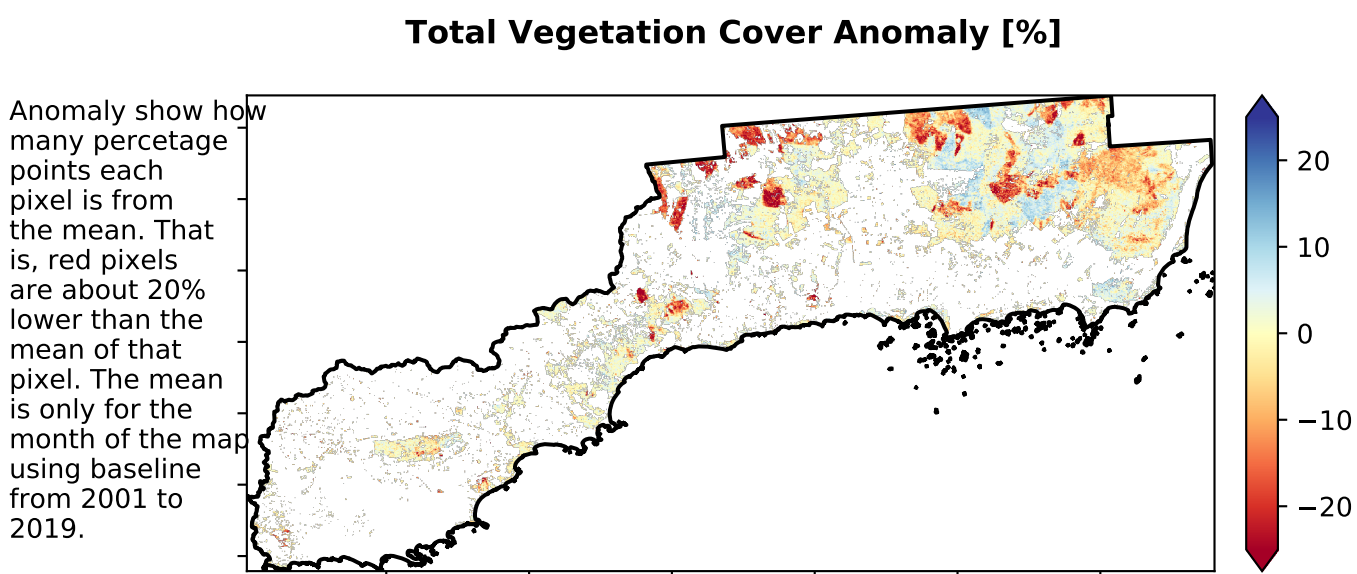 Total Vegetation Cover Anomaly [%]
Anomaly show how
many percetage
points each
pixel is from
the mean. That
is, red pixels
are about 20%
lower than the
mean of that
pixel. The mean
is only for the
month of the map
using baseline
from 2001 to
2019.
20
10
0
−10
−20